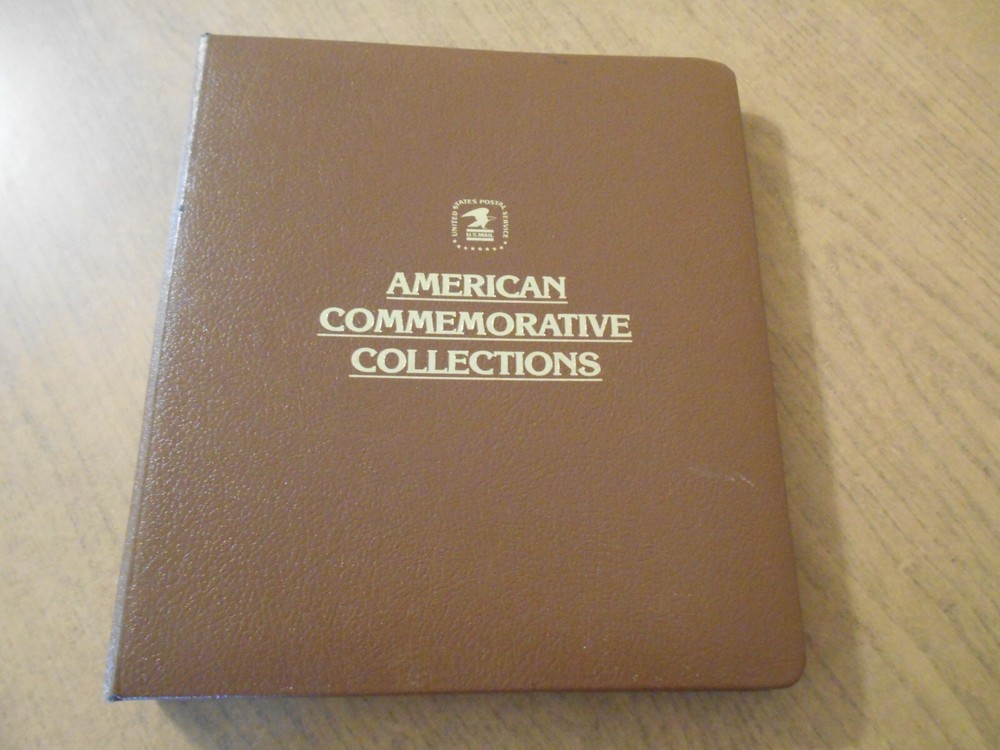 UNITED STATES POSTAL SERVICE
U.S. MAIL
AMERICAN
COMMEMORATIVE
COLLECTIONS